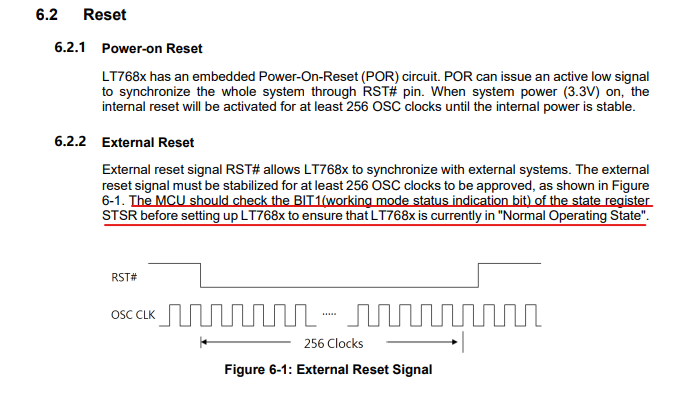 6.2 Reset
6.2.1 Power-on Reset
LT768x has an embedded Power-On-Reset (POR) circuit. POR can issue an active low signal
to synchronize the whole system through RST# pin. When system power (3.3V) on, the
internal reset will be activated for at least 256 OSC clocks until the internal power is stable.
6.2.2 External Reset
External reset signal RST# allows LT768x to synchronize with external systems. The external
reset signal must be stabilized for at least 256 OSC clocks to be approved, as shown in Figure
6-1. The MCU should check the BIT1(working mode status indication bit) of the state register
STSR before setting up LT768x to ensure that LT768x is currently in "Normal Operating State".
RST#
OSC CLK .....
256 Clocks
Figure 6-1: External Reset Signal